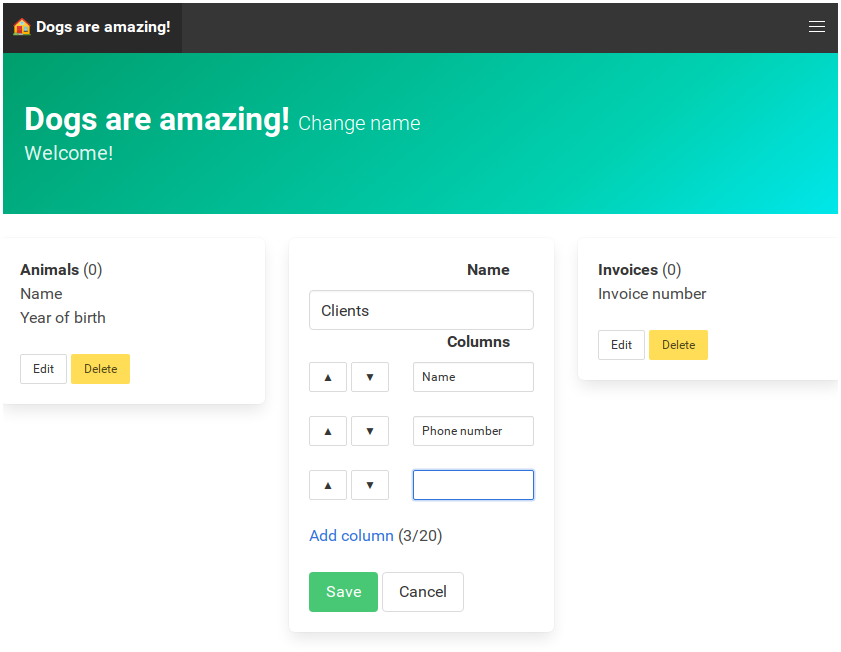 🏠 Dogs are amazing!
Dogs are amazing! Change name
Welcome!
Animals (0)
Name
Year of birth
Edit Delete
Name
Clients
Columns
▲ ▼ Name
▲ ▼ Phone number
▲ ▼
Add column (3/20)
Save Cancel
Invoices (0)
Invoice number
Edit Delete